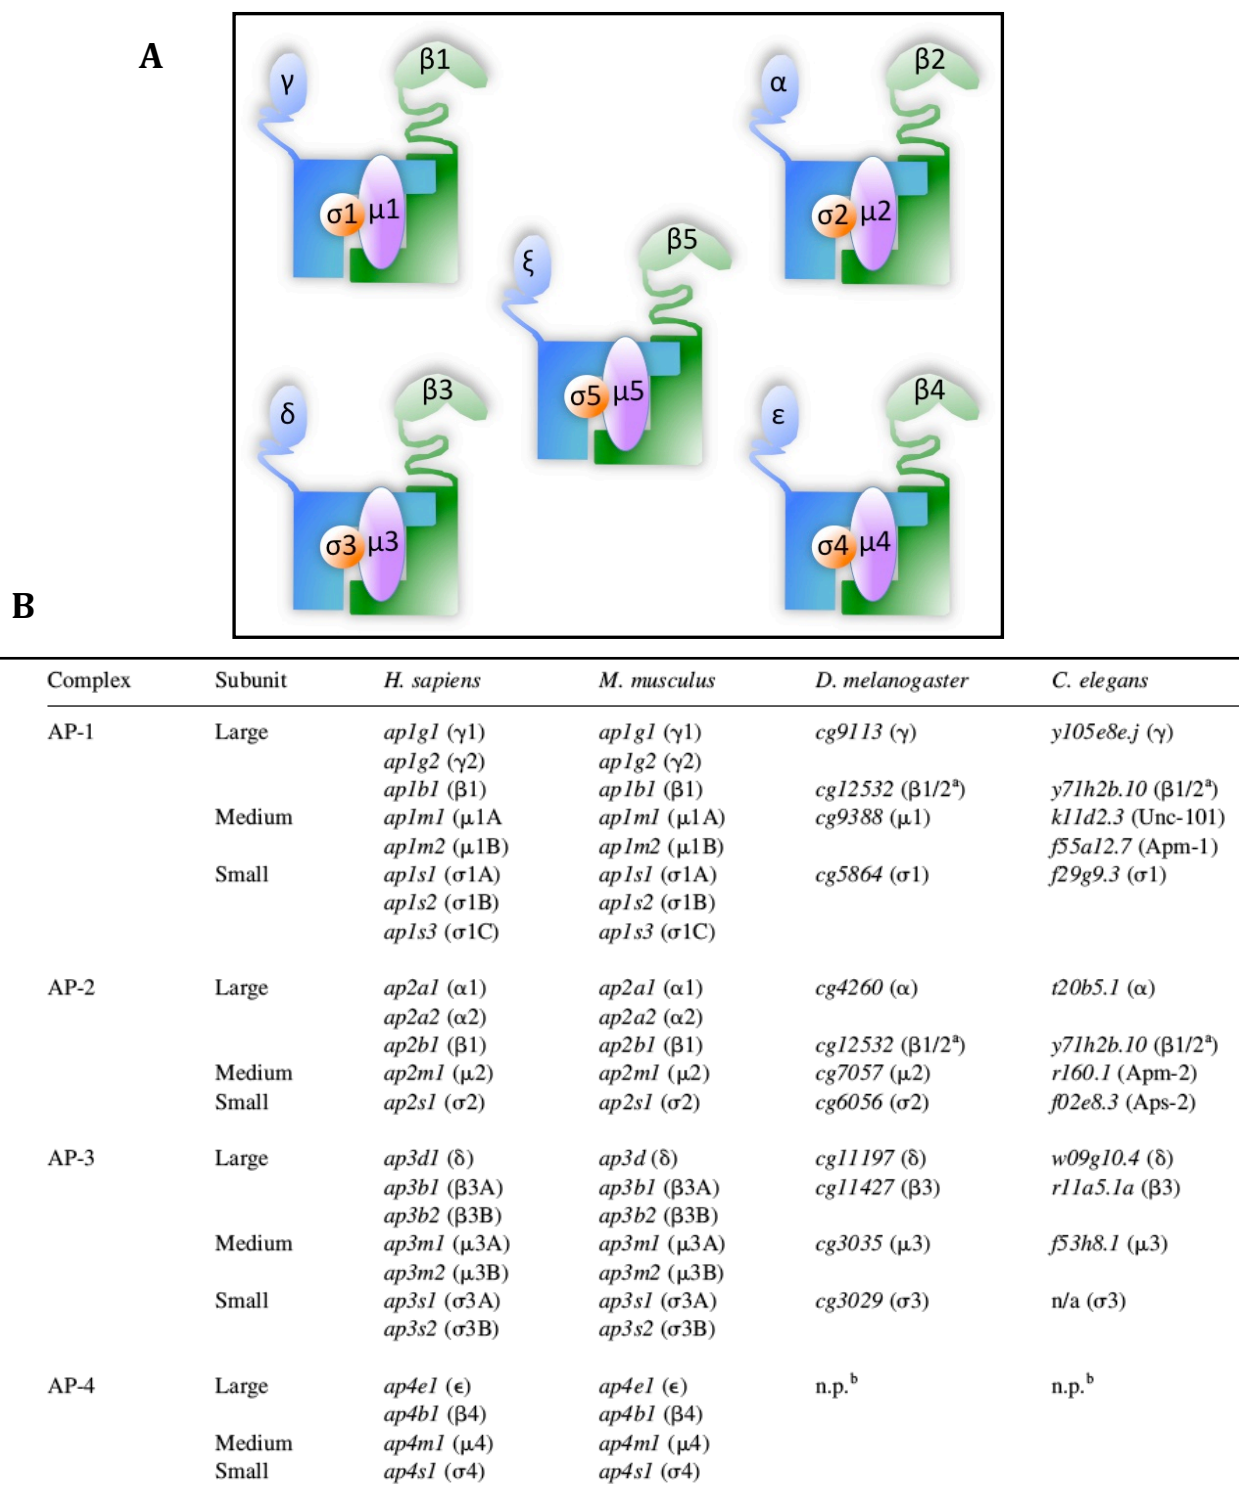 A
γ β1 σ1 μ1
α β2 σ2 μ2
ξ β5 σ5 μ5
δ β3 σ3 μ3
ε β4 σ4 μ4
B
Complex Subunit H. sapiens M. musculus D. melanogaster C. elegans
AP-1 Large ap1g1 (γ1) ap1g1 (γ1) cg9113 (γ) y105e8e.j (γ)
ap1g2 (γ2) ap1g2 (γ2)
ap1b1 (β1) ap1b1 (β1) cg12532 (β1/2ᵃ) y71h2b.10 (β1/2ᵃ)
Medium ap1m1 (μ1A ap1m1 (μ1A) cg9388 (μ1) k11d2.3 (Unc-101)
ap1m2 (μ1B) ap1m2 (μ1B) f55a12.7 (Apm-1)
Small ap1s1 (σ1A) ap1s1 (σ1A) cg5864 (σ1) f29g9.3 (σ1)
ap1s2 (σ1B) ap1s2 (σ1B)
ap1s3 (σ1C) ap1s3 (σ1C)
AP-2 Large ap2a1 (α1) ap2a1 (α1) cg4260 (α) t20b5.1 (α)
ap2a2 (α2) ap2a2 (α2)
ap2b1 (β1) ap2b1 (β1) cg12532 (β1/2ᵃ) y71h2b.10 (β1/2ᵃ)
Medium ap2m1 (μ2) ap2m1 (μ2) cg7057 (μ2) r160.1 (Apm-2)
Small ap2s1 (σ2) ap2s1 (σ2) cg6056 (σ2) f02e8.3 (Aps-2)
AP-3 Large ap3d1 (δ) ap3d (δ) cg11197 (δ) w09g10.4 (δ)
ap3b1 (β3A) ap3b1 (β3A) cg11427 (β3) r11a5.1a (β3)
ap3b2 (β3B) ap3b2 (β3B)
Medium ap3m1 (μ3A) ap3m1 (μ3A) cg3035 (μ3) f53h8.1 (μ3)
ap3m2 (μ3B) ap3m2 (μ3B)
Small ap3s1 (σ3A) ap3s1 (σ3A) cg3029 (σ3) n/a (σ3)
ap3s2 (σ3B) ap3s2 (σ3B)
AP-4 Large ap4e1 (ϵ) ap4e1 (ϵ) n.p.ᵇ n.p.ᵇ
ap4b1 (β4) ap4b1 (β4)
Medium ap4m1 (μ4) ap4m1 (μ4)
Small ap4s1 (σ4) ap4s1 (σ4)